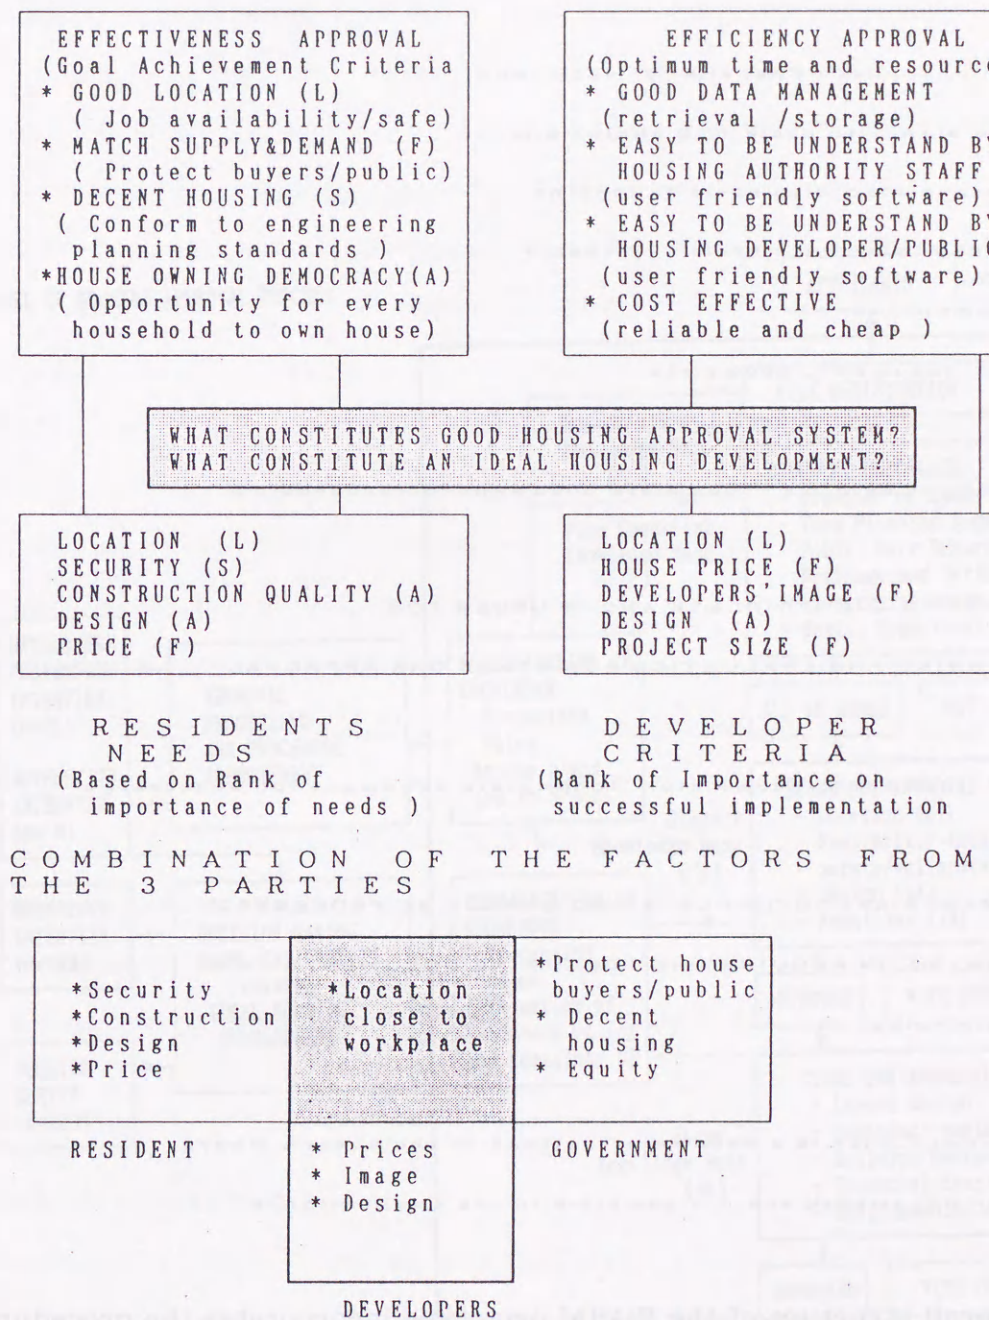 EFFECTIVENESS APPROVAL
(Goal Achievement Criteria
* GOOD LOCATION (L)
( Job availability/safe)
* MATCH SUPPLY&DEMAND (F)
( Protect buyers/public)
* DECENT HOUSING (S)
( Conform to engineering
planning standards )
*HOUSE OWNING DEMOCRACY(A)
( Opportunity for every
household to own house)
EFFICIENCY APPROVAL
(Optimum time and resource
* GOOD DATA MANAGEMENT
(retrieval /storage)
* EASY TO BE UNDERSTAND BY
HOUSING AUTHORITY STAFF
(user friendly software)
* EASY TO BE UNDERSTAND BY
HOUSING DEVELOPER/PUBLIC
(user friendly software)
* COST EFFECTIVE
(reliable and cheap )
WHAT CONSTITUTES GOOD HOUSING APPROVAL SYSTEM?
WHAT CONSTITUTE AN IDEAL HOUSING DEVELOPMENT?
LOCATION (L)
SECURITY (S)
CONSTRUCTION QUALITY (A)
DESIGN (A)
PRICE (F)
LOCATION (L)
HOUSE PRICE (F)
DEVELOPERS' IMAGE (F)
DESIGN (A)
PROJECT SIZE (F)
RESIDENTS
NEEDS
(Based on Rank of
importance of needs )
DEVELOPER
CRITERIA
(Rank of Importance on
successful implementation
COMBINATION OF THE FACTORS FROM
THE 3 PARTIES
*Security
*Construction
*Design
*Price
*Location
close to
workplace
*Project house
buyers/public
* Decent
housing
* Equity
RESIDENT
* Prices
* Image
* Design
GOVERNMENT
DEVELOPERS